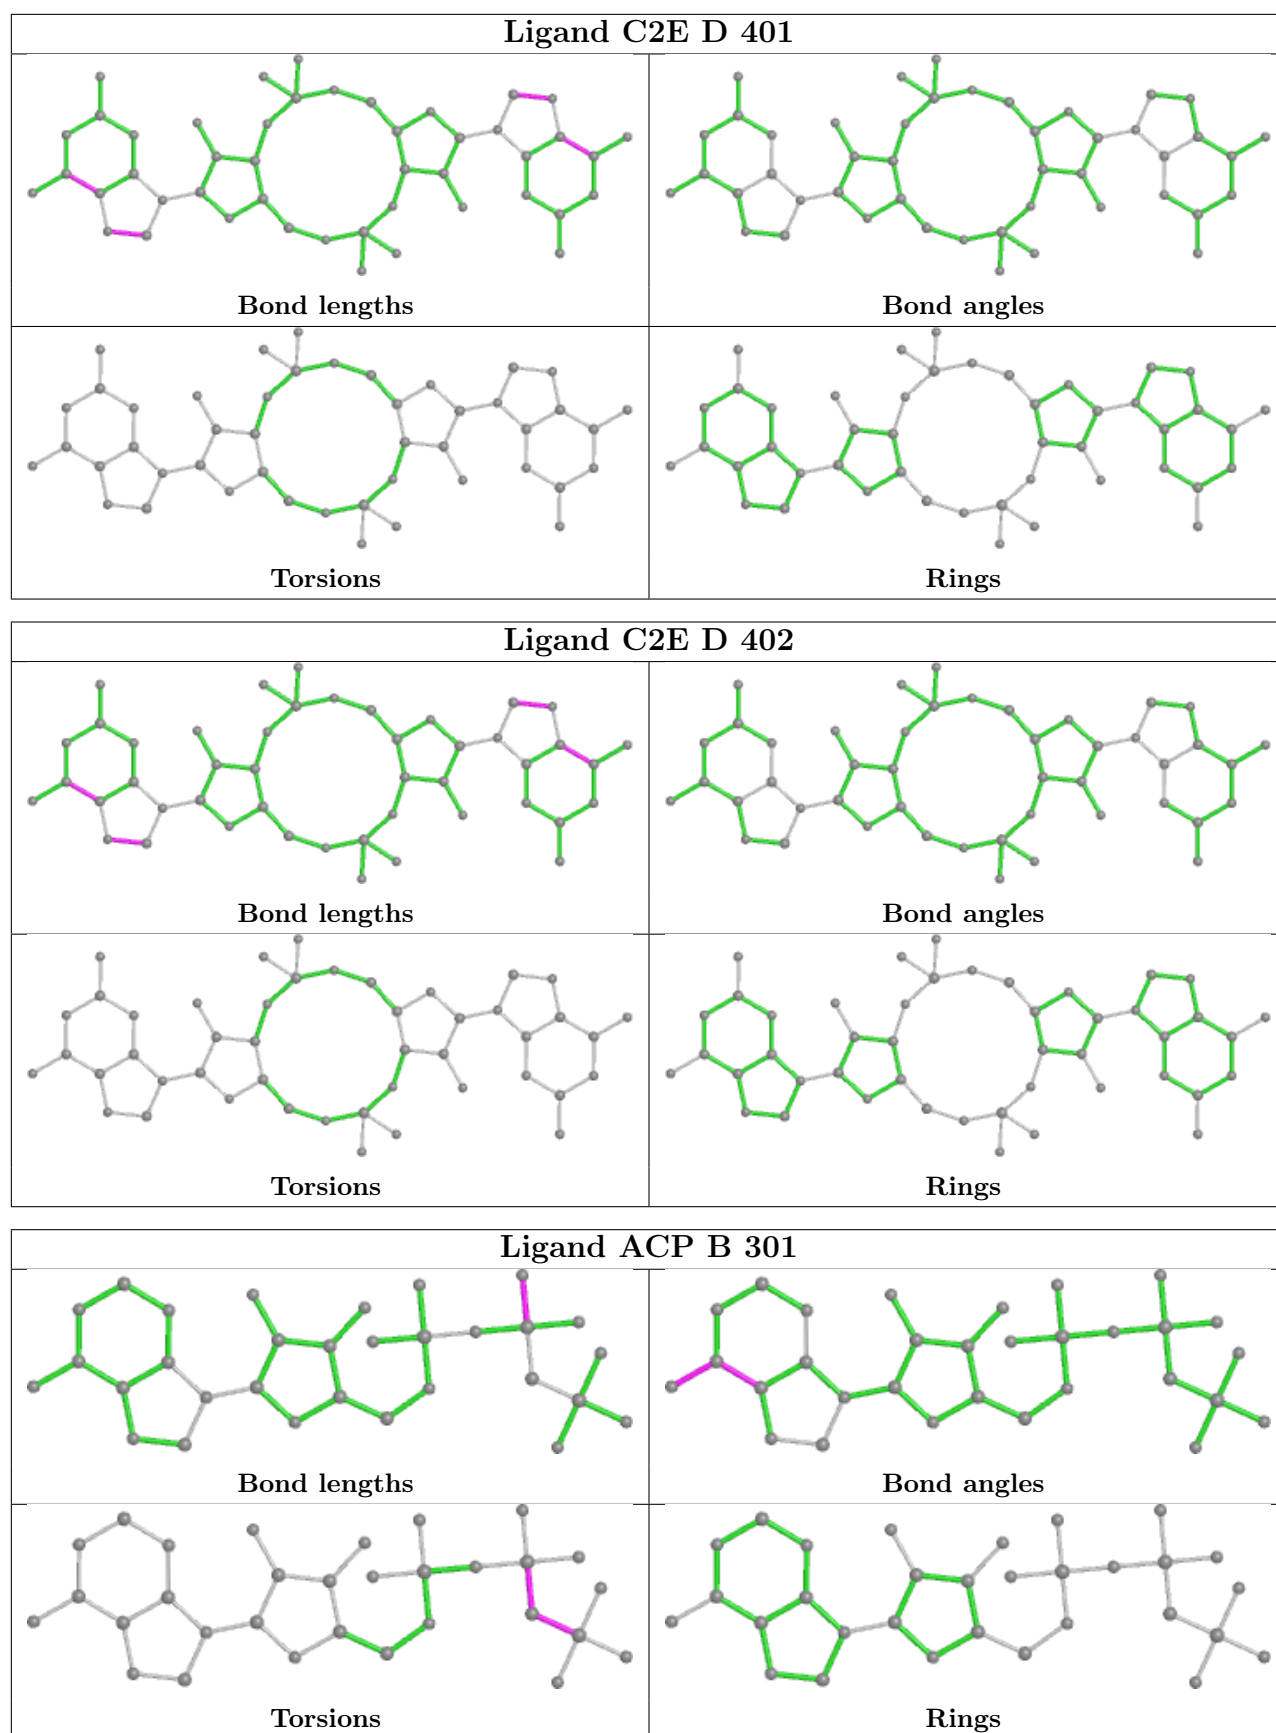 Ligand C2E D 401
Bond lengths
Bond angles
Torsions
Rings
Ligand C2E D 402
Bond lengths
Bond angles
Torsions
Rings
Ligand ACP B 301
Bond lengths
Bond angles
Torsions
Rings